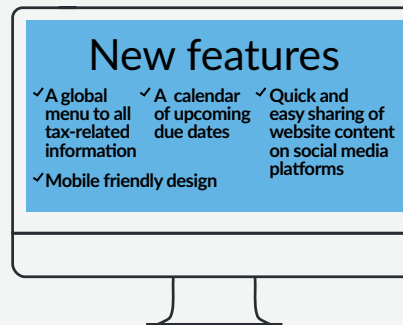 New features
✓A global
menu to all
tax-related
information
✓A calendar
of upcoming
due dates
✓Quick and
easy sharing of
website content
on social media
platforms
✓Mobile friendly design